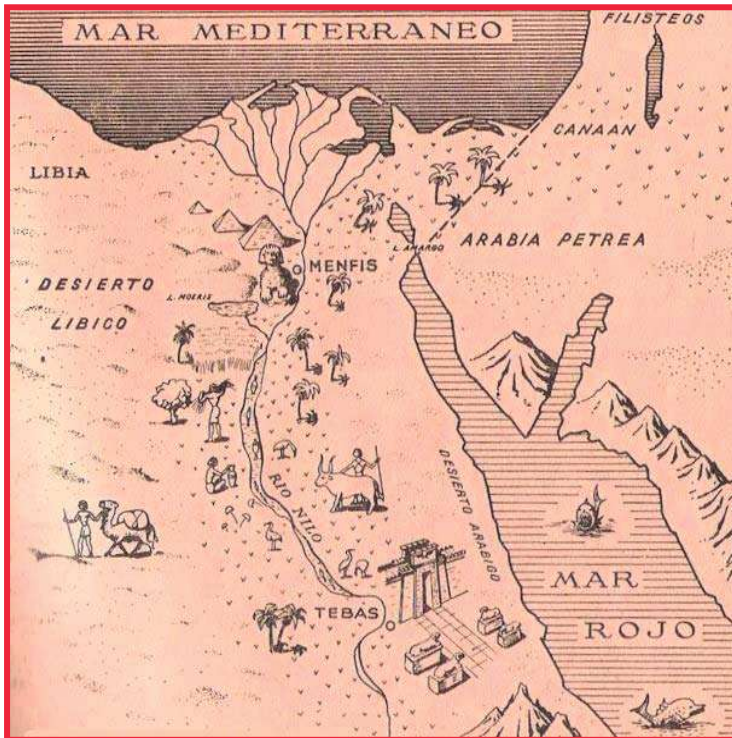 FILISTEOS
MAR MEDITERRANEO
CANAAN
LIBIA
ARABIA PETREA
L. AMARGO
MENFIS
DESIERTO
LIBICO
L. MOERIS
RIO NILO
DESIERTO ARABIGO
MAR
ROJO
TEBAS